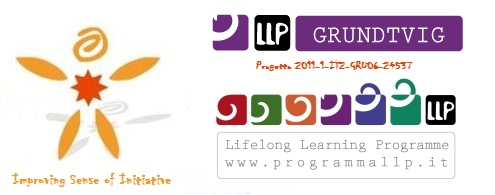 LLP GRUNDTVIG
Progetto 2011-1-IT2-GRU06-24537
LLP
Lifelong Learning Programme
www.programmallp.it
Improving Sense of Initiative